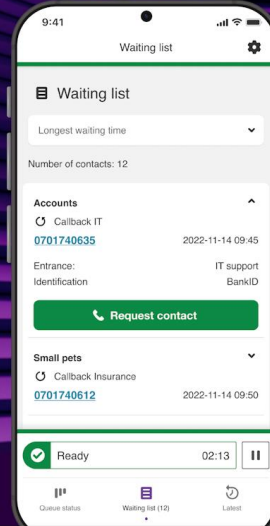 9:41
Waiting list
Waiting list
Longest waiting time
Number of contacts: 12
Accounts
Callback IT
0701740635 2022-11-14 09:45
Entrance: IT support
Identification BankID
Request contact
Small pets
Callback Insurance
0701740612 2022-11-14 09:50
Ready 02:13
Queue status Waiting list (12) Latest